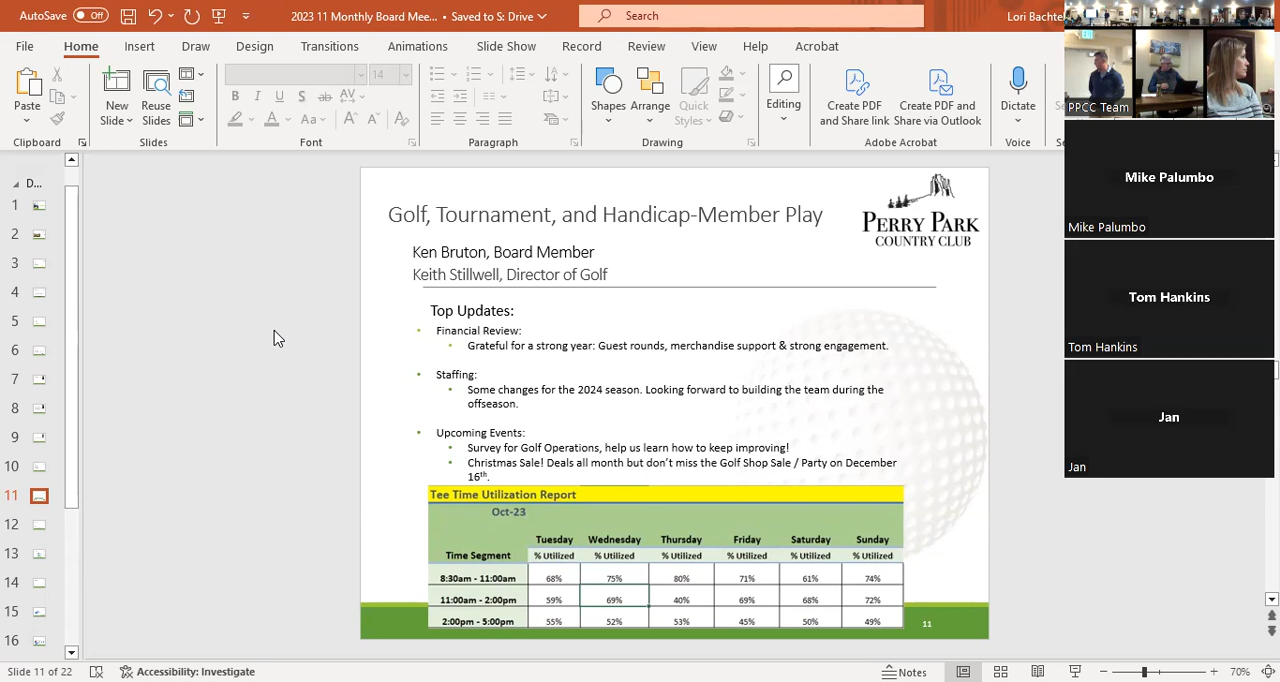 AutoSave Off
2023 11 Monthly Board Mee... • Saved to S: Drive
Search
Lori Bachte
File Home Insert Draw Design Transitions Animations Slide Show Record Review View Help Acrobat
Paste
New Slide
Reuse Slides
14
B I U S ab AV
Aa
Shapes
Arrange
Quick Styles
Editing
Create PDF and Share link
Create PDF and Share via Outlook
Dictate
Clipboard
Slides
Font
Paragraph
Drawing
Adobe Acrobat
Voice
PPCC Team
Mike Palumbo
Mike Palumbo
Tom Hankins
Tom Hankins
Jan
Jan
D...
1
2
3
4
5
6
7
8
9
10
11
12
13
14
15
16
Golf, Tournament, and Handicap-Member Play
PERRY PARK
COUNTRY CLUB
Ken Bruton, Board Member
Keith Stillwell, Director of Golf
Top Updates:
• Financial Review:
• Grateful for a strong year: Guest rounds, merchandise support & strong engagement.
• Staffing:
• Some changes for the 2024 season. Looking forward to building the team during the
offseason.
• Upcoming Events:
• Survey for Golf Operations, help us learn how to keep improving!
• Christmas Sale! Deals all month but don't miss the Golf Shop Sale / Party on December
16th.
Tee Time Utilization Report
Oct-23
Tuesday Wednesday Thursday Friday Saturday Sunday
Time Segment % Utilized % Utilized % Utilized % Utilized % Utilized % Utilized
8:30am - 11:00am 68% 75% 80% 71% 61% 74%
11:00am - 2:00pm 59% 69% 40% 69% 68% 72%
2:00pm - 5:00pm 55% 52% 53% 45% 50% 49%
11
Slide 11 of 22
Accessibility: Investigate
Notes
70%